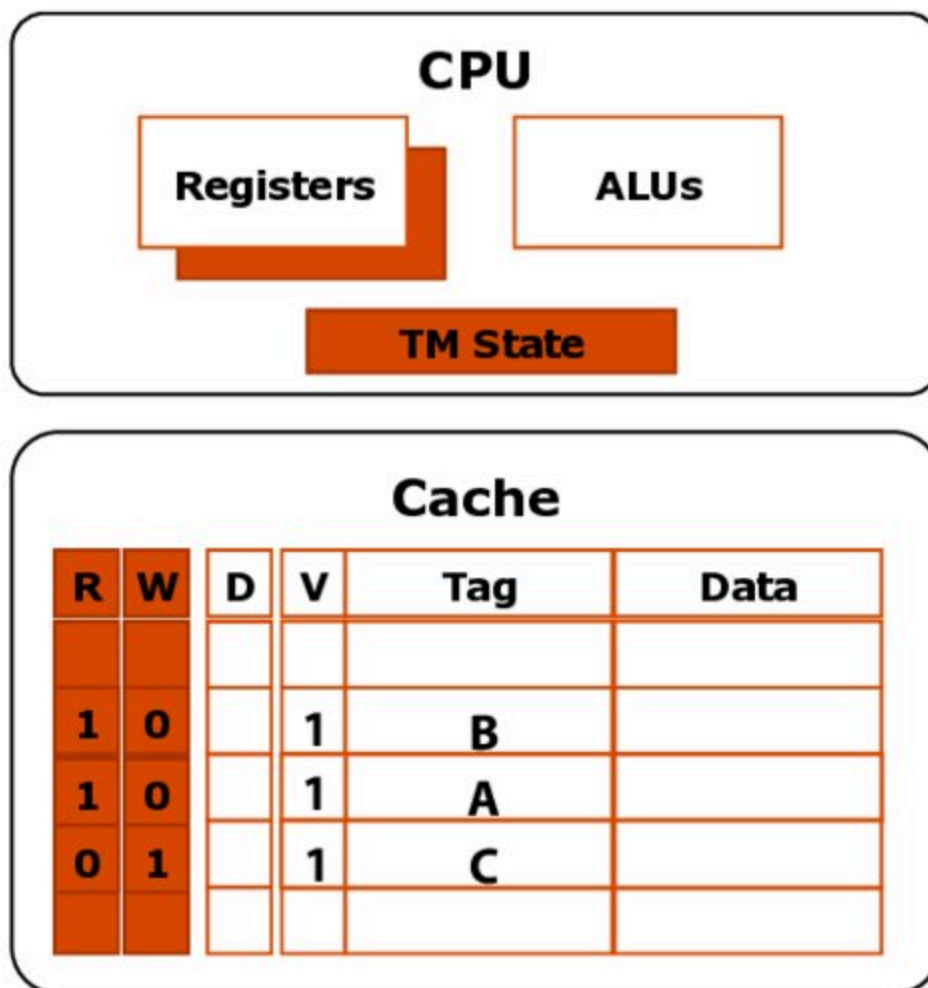 CPU
Registers ALUs
TM State
Cache
R W D V Tag Data
1 0 1 B
1 0 1 A
0 1 1 C